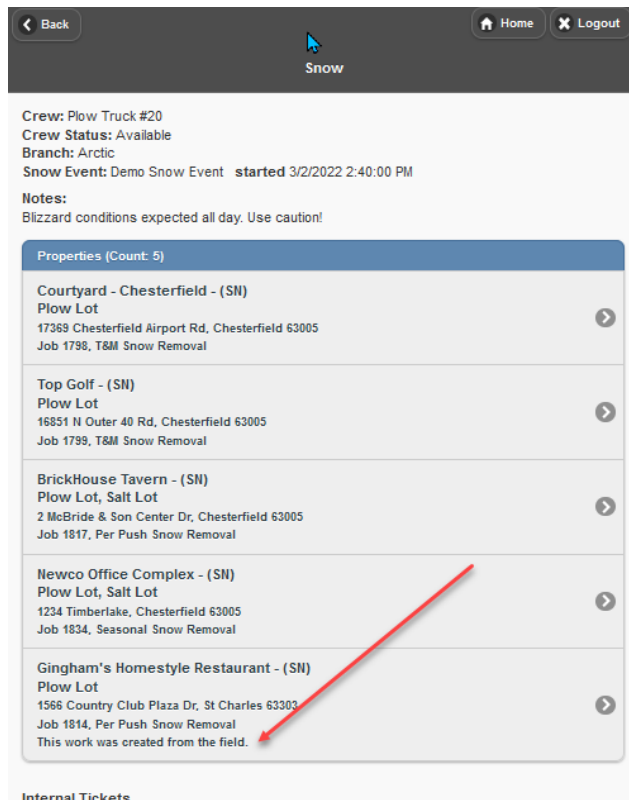 Back
Home
Logout
Snow
Crew: Plow Truck #20
Crew Status: Available
Branch: Arctic
Snow Event: Demo Snow Event started 3/2/2022 2:40:00 PM
Notes:
Blizzard conditions expected all day. Use caution!
Properties (Count: 5)
Courtyard - Chesterfield - (SN)
Plow Lot
17369 Chesterfield Airport Rd, Chesterfield 63005
Job 1798, T&M Snow Removal
Top Golf - (SN)
Plow Lot
16851 N Outer 40 Rd, Chesterfield 63005
Job 1799, T&M Snow Removal
BrickHouse Tavern - (SN)
Plow Lot, Salt Lot
2 McBride & Son Center Dr, Chesterfield 63005
Job 1817, Per Push Snow Removal
Newco Office Complex - (SN)
Plow Lot, Salt Lot
1234 Timberlake, Chesterfield 63005
Job 1834, Seasonal Snow Removal
Gingham's Homestyle Restaurant - (SN)
Plow Lot
1566 Country Club Plaza Dr, St Charles 63303
Job 1814, Per Push Snow Removal
This work was created from the field.
Internal Tickets